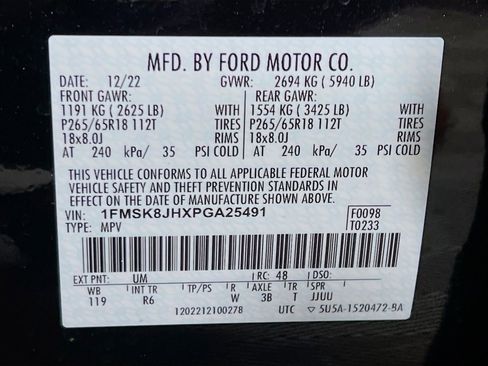 MFD. BY FORD MOTOR CO.
DATE: 12/22 GVWR: 2694 KG ( 5940 LB)
FRONT GAWR: REAR GAWR:
1191 KG ( 2625 LB) WITH 1554 KG ( 3425 LB) WITH
P265/65R18 112T TIRES P265/65R18 112T TIRES
18x8.0J RIMS 18x8.0J RIMS
AT 240 kPa/ 35 PSI COLD AT 240 kPa/ 35 PSI COLD
THIS VEHICLE CONFORMS TO ALL APPLICABLE FEDERAL MOTOR
VEHICLE SAFETY AND THEFT PREVENTION STANDARDS IN
EFFECT ON THE DATE OF MANUFACTURE SHOWN ABOVE.
VIN: 1FMSK8JHXPGA25491 F0098
TYPE: MPV T0233
EXT PNT: UM RC: 48 DSO:
WB INT TR TP/PS R AXLE TR SPR
119 R6 W 3B T JJUU
1202212100278 UTC ▽ 5U5A-1520472-BA